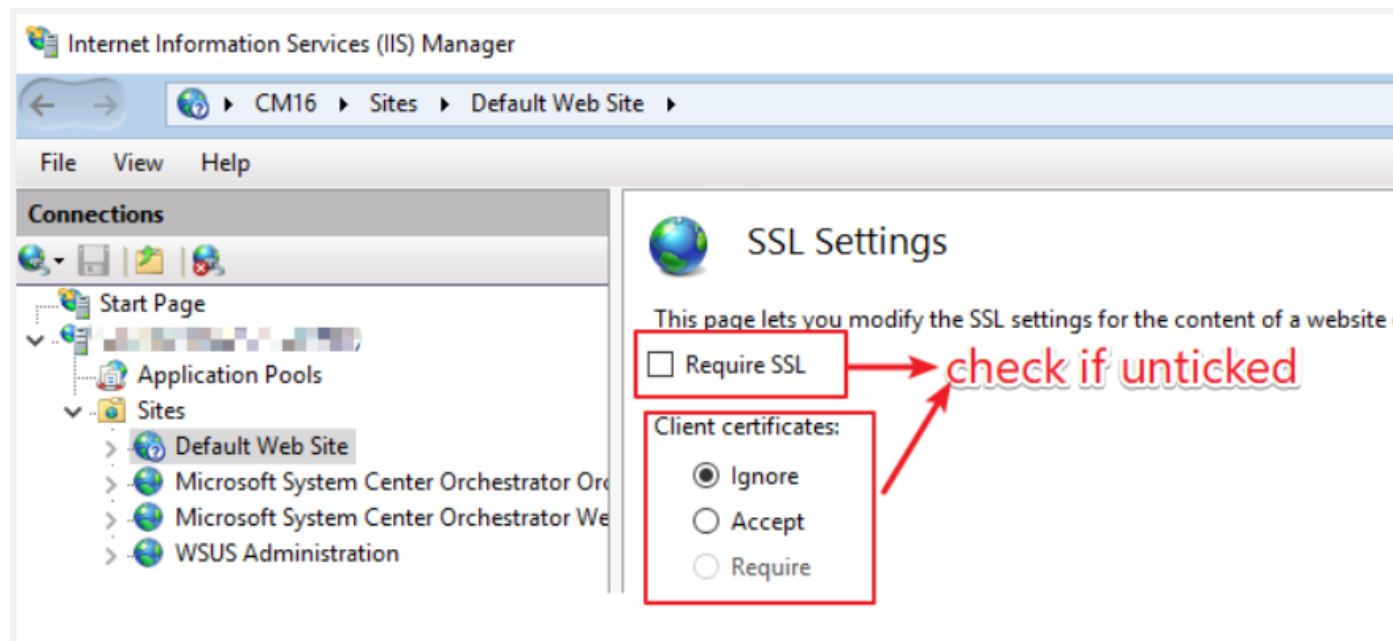 Internet Information Services (IIS) Manager
CM16 Sites Default Web Site
File View Help
Connections
Start Page
Application Pools
Sites
Default Web Site
Microsoft System Center Orchestrator Orc
Microsoft System Center Orchestrator We
WSUS Administration
SSL Settings
This page lets you modify the SSL settings for the content of a website
Require SSL
check if unticked
Client certificates:
Ignore
Accept
Require